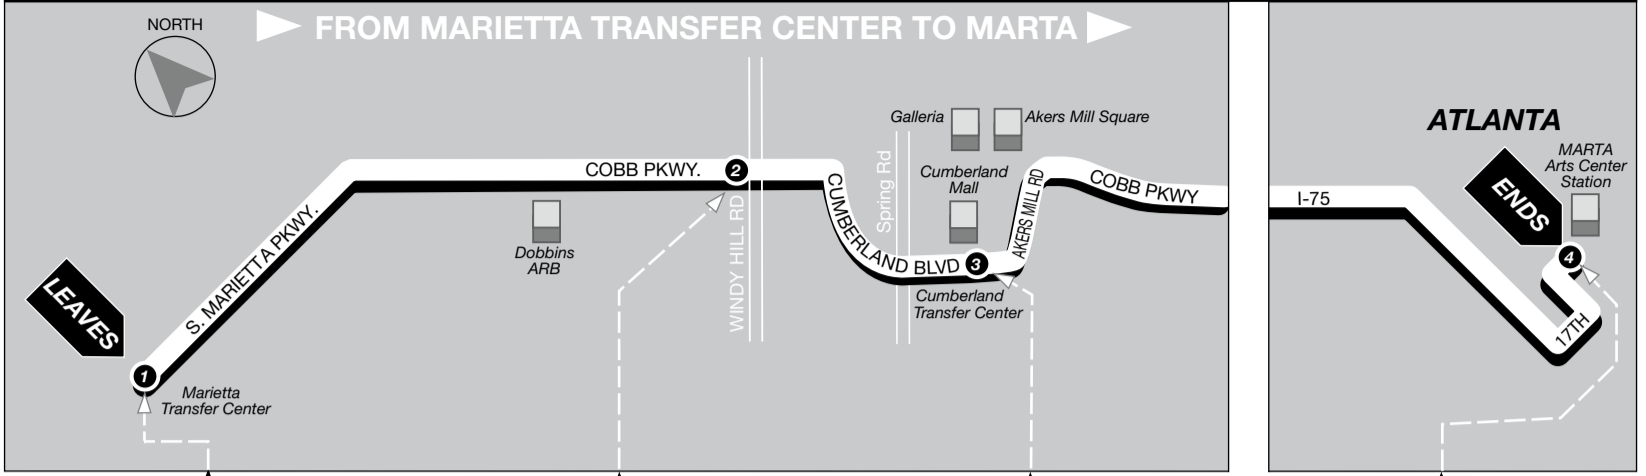 NORTH
FROM MARIETTA TRANSFER CENTER TO MARTA
LEAVES
1
Marietta
Transfer Center
S. MARIETTA PKWY.
COBB PKWY.
2
Dobbins
ARB
WINDY HILL RD
CUMBERLAND BLVD
Spring Rd
Galleria
Akers Mill Square
Cumberland
Mall
3
Cumberland
Transfer Center
AKERS MILL RD
COBB PKWY
I-75
ATLANTA
MARTA
Arts Center
Station
ENDS
4
17TH